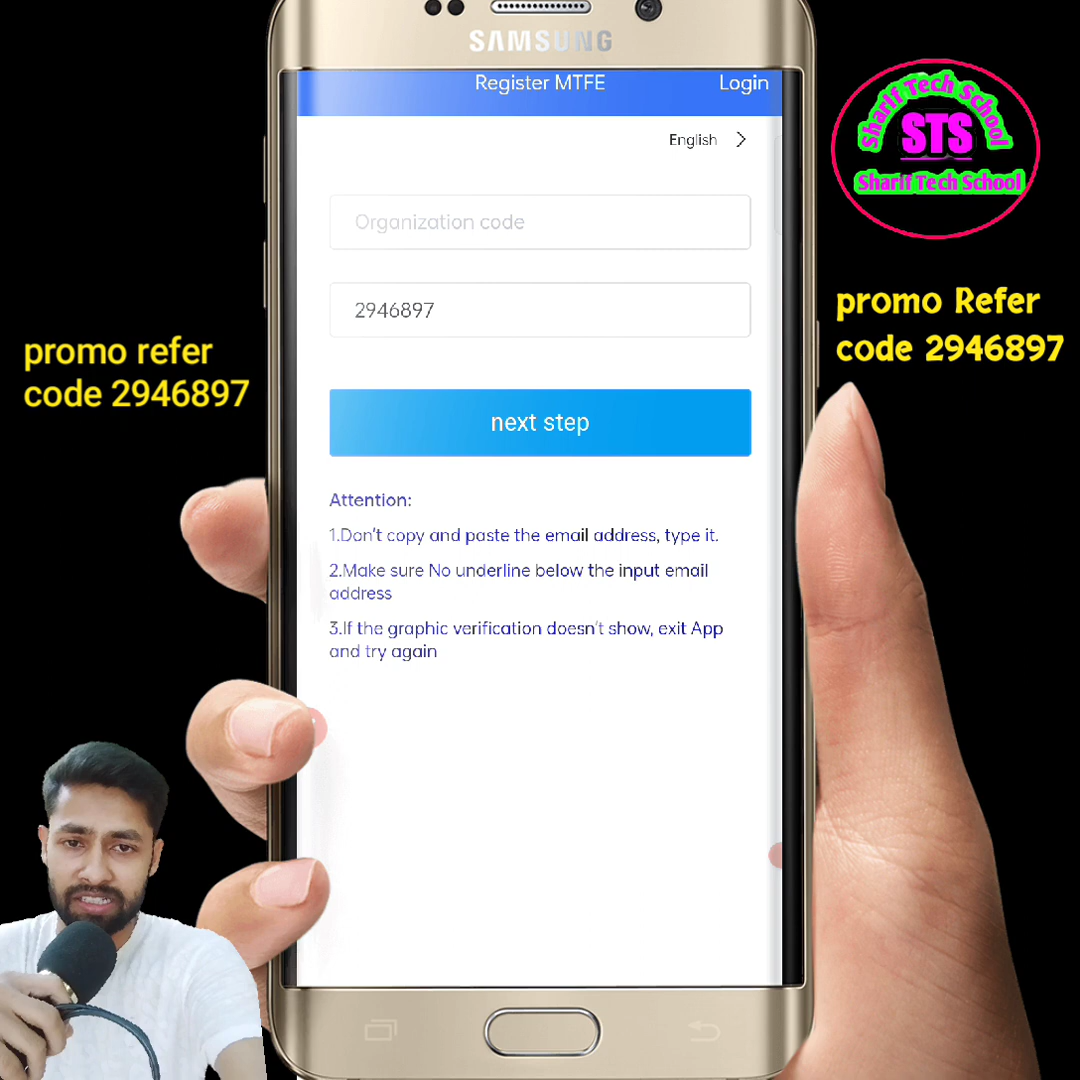 SAMSUNG
Register MTFE
Login
English
Organization code
2946897
next step
Attention:
1.Don't copy and paste the email address, type it.
2.Make sure No underline below the input email
address
3.If the graphic verification doesn't show, exit App
and try again
promo refer
code 2946897
Sharif Tech School
STS
Sharif Tech School
promo Refer
code 2946897